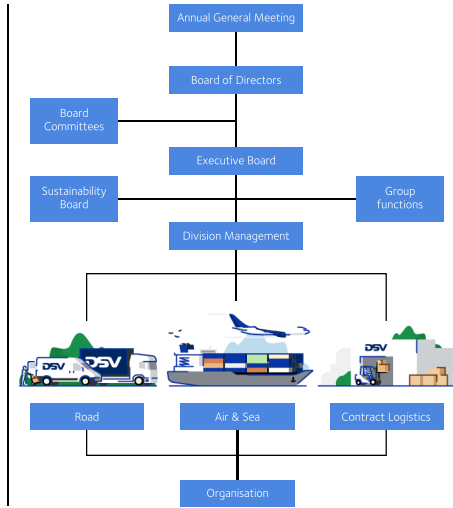 Annual General Meeting
Board of Directors
Board
Committees
Executive Board
Sustainability
Board
Group
functions
Division Management
DSV
DSV
DSV
Road
Air & Sea
Contract Logistics
Organisation